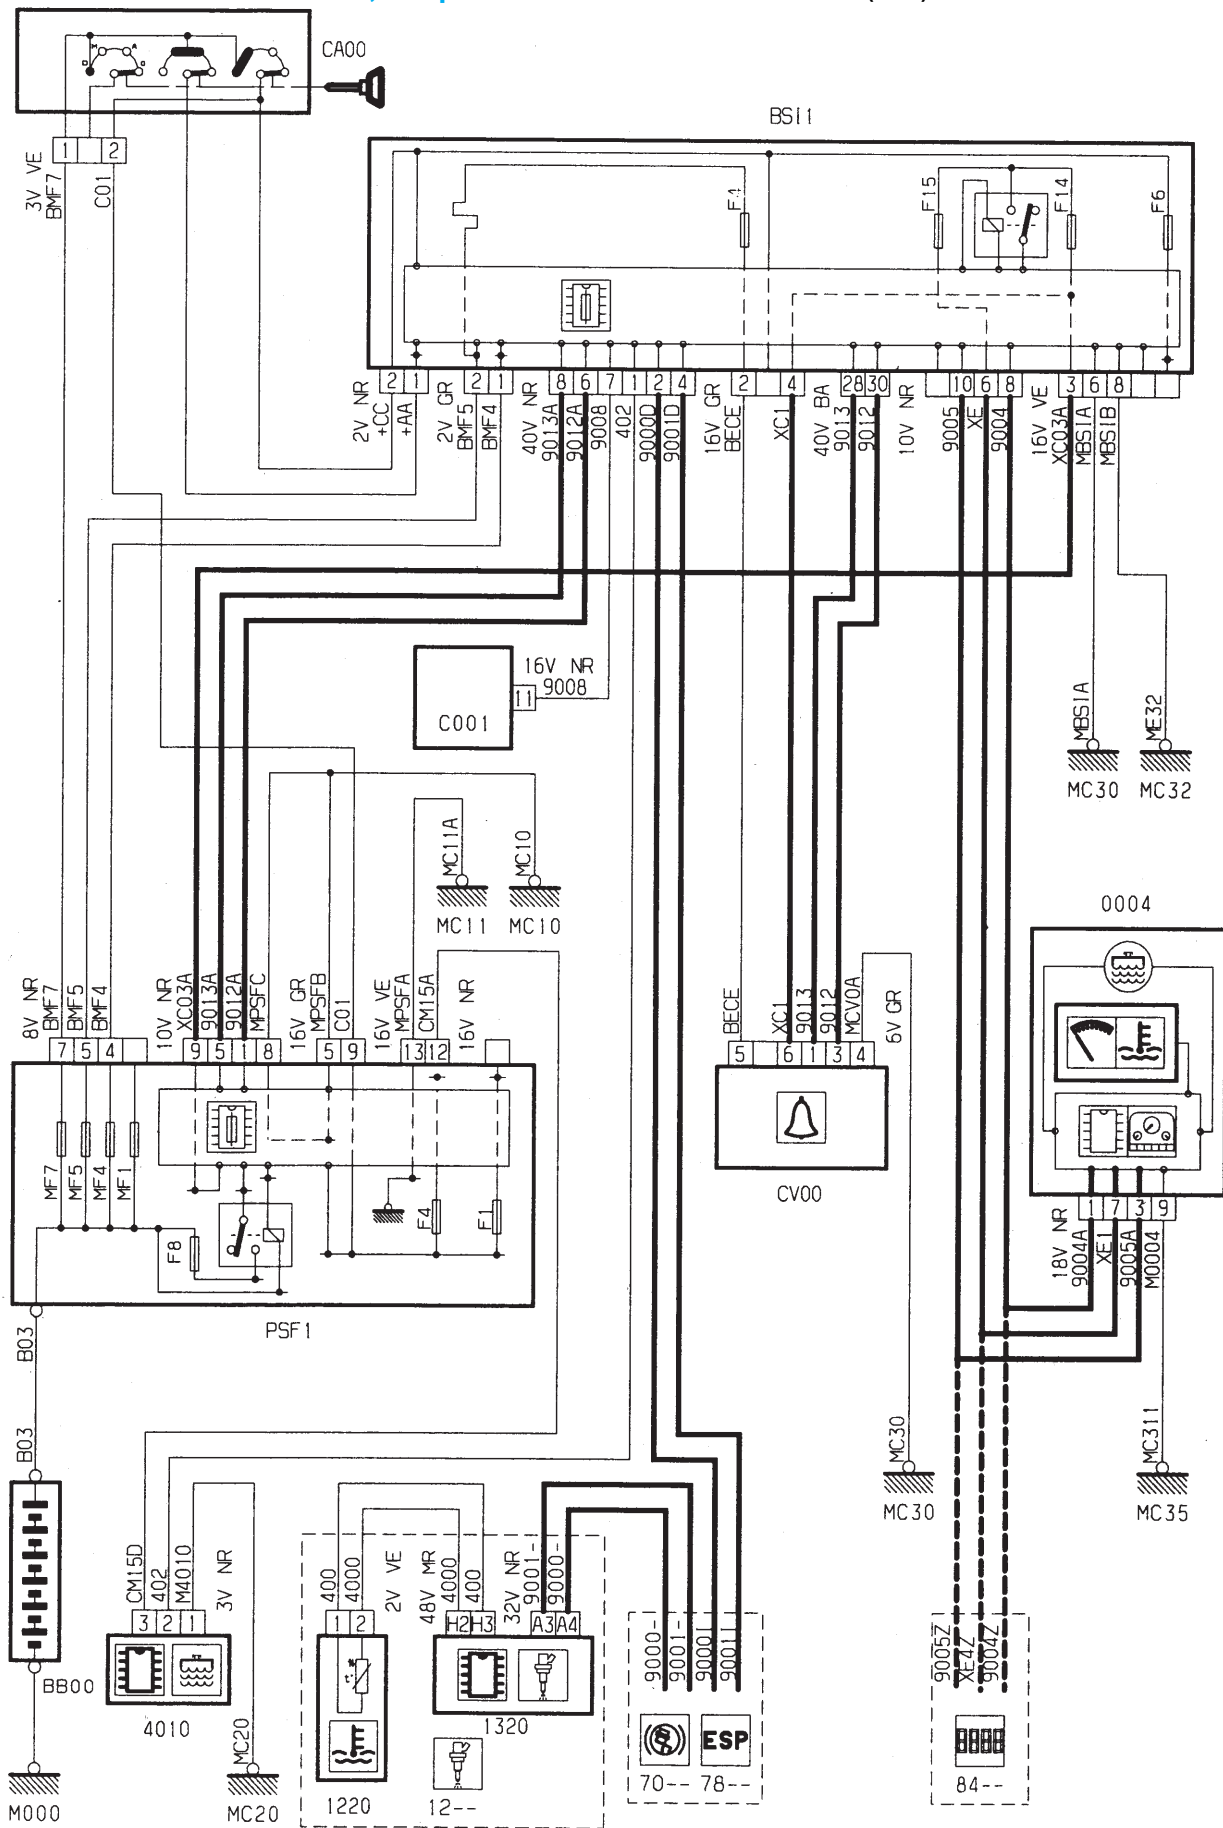 CA00
M A
1 2
3V VE
BMF7
C01
BSI1
F4
F15
F14
F6
2 1 2 1 8 6 7 1 2 4 2 4 28 30 10 6 8 3 6 8
2V NR
+CC
+AA
2V GR
BMF5
BMF4
40V NR
9013A
9012A
9008
402
9000D
9001D
16V GR
BECE
XC1
40V BA
9013
9012
10V NR
9005
XE
9004
16V VE
XC03A
MBS1A
MBS1B
16V NR
9008
11
C001
MBS1A
ME32
MC30
MC32
MC11A
MC10
MC11
MC10
0004
8V NR
BMF7
BMF5
BMF4
10V NR
XC03A
9013A
9012A
MPSFC
16V GR
MPSFB
C01
16V VE
MPSFA
CM15A
16V NR
7 5 4 9 5 1 8 5 9 13 12
BECE
XC1
9013
9012
MCV0A
6V GR
5 6 1 3 4
CV00
MF7
MF5
MF4
MF1
F8
F4
F1
PSF1
1 7 3 9
18V NR
9004A
XE1
9005A
M0004
B03
B03
MC30
MC30
MC311
MC35
CM15D
402
M4010
3V NR
3 2 1
4010
400
4000
2V VE
1 2
t°
1220
48V MR
4000
400
32V NR
9001-
9000-
H2 H3 A3 A4
1320
12--
9000-
9001-
9000I
9001I
ESP
70--
78--
9005Z
XE4Z
9004Z
84--
BB00
M000
MC20
MC20